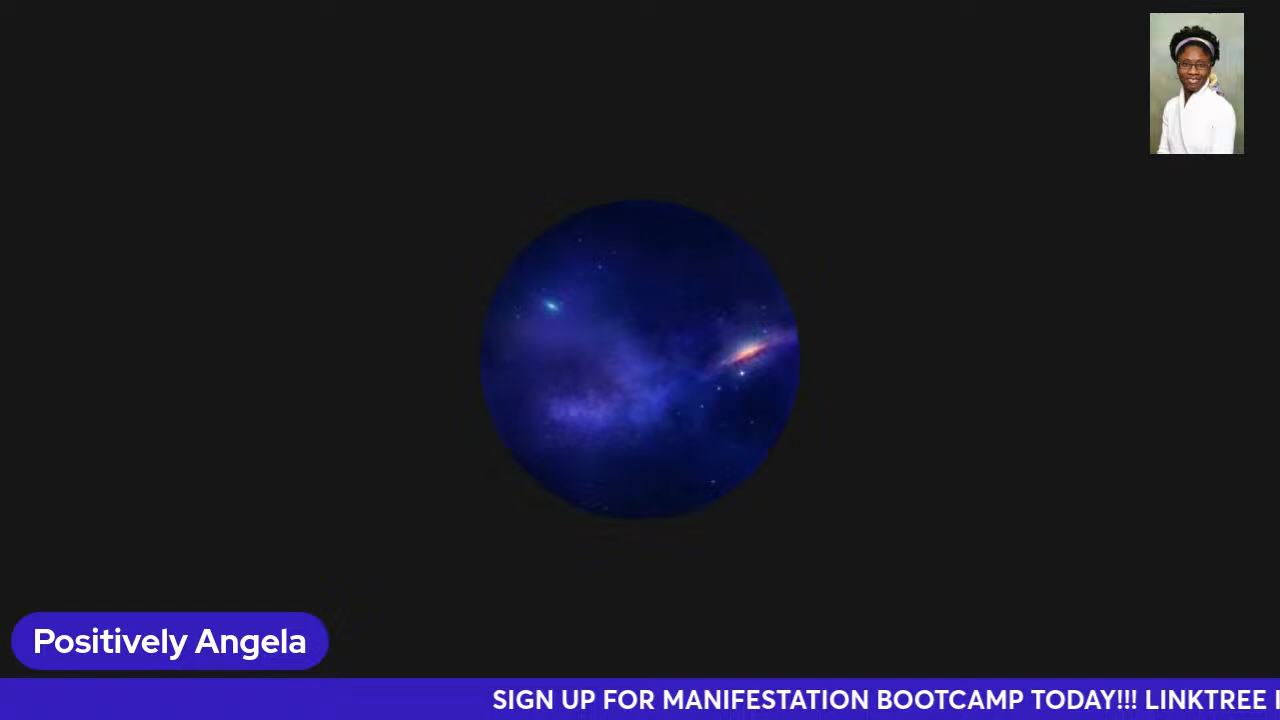 Positively Angela
SIGN UP FOR MANIFESTATION BOOTCAMP TODAY!!! LINKTREE